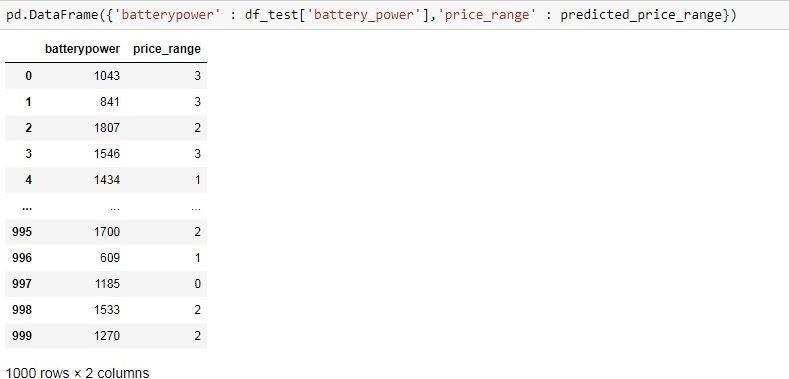 pd.DataFrame({'batterypower' : df_test['battery_power'],'price_range' : predicted_price_range})
batterypower price_range
0 1043 3
1 841 3
2 1807 2
3 1546 3
4 1434 1
... ... ...
995 1700 2
996 609 1
997 1185 0
998 1533 2
999 1270 2
1000 rows × 2 columns